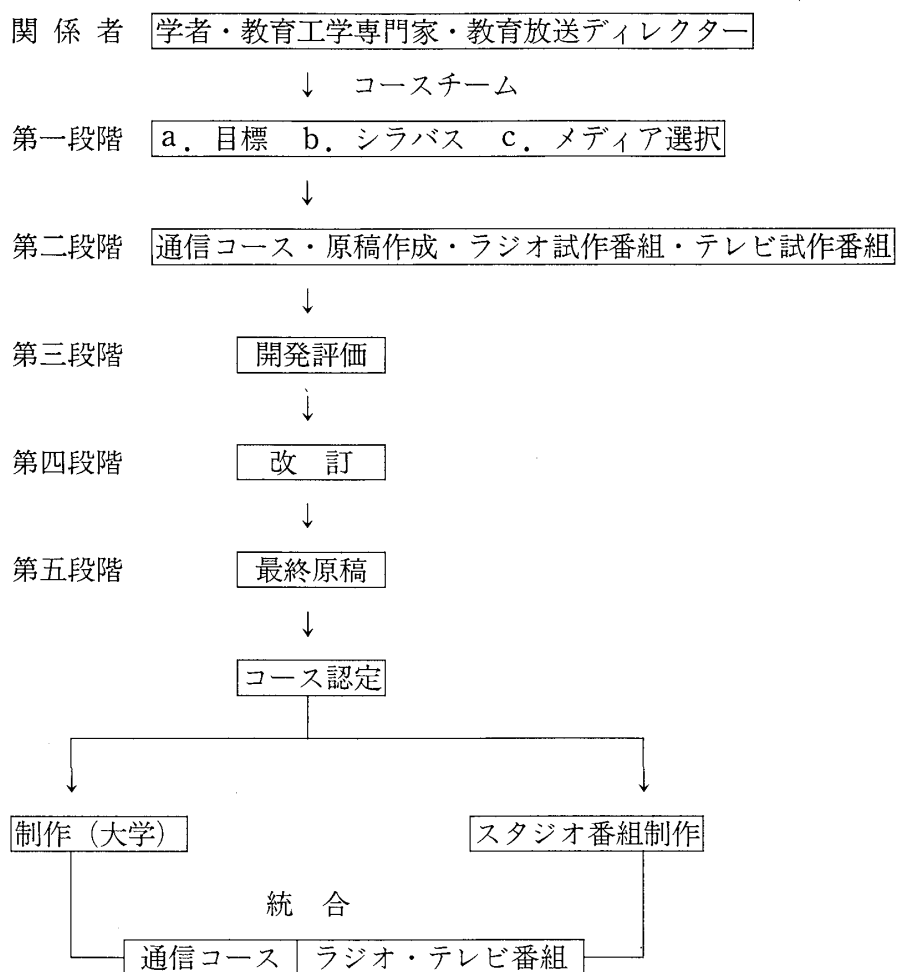 関係者 学者・教育工学専門家・教育放送ディレクター
↓ コースチーム
第一段階 a．目標 b．シラバス c．メディア選択
↓
第二段階 通信コース・原稿作成・ラジオ試作番組・テレビ試作番組
↓
第三段階 開発評価
↓
第四段階 改訂
↓
第五段階 最終原稿
↓
コース認定
制作（大学） スタジオ番組制作
統合
通信コース ラジオ・テレビ番組